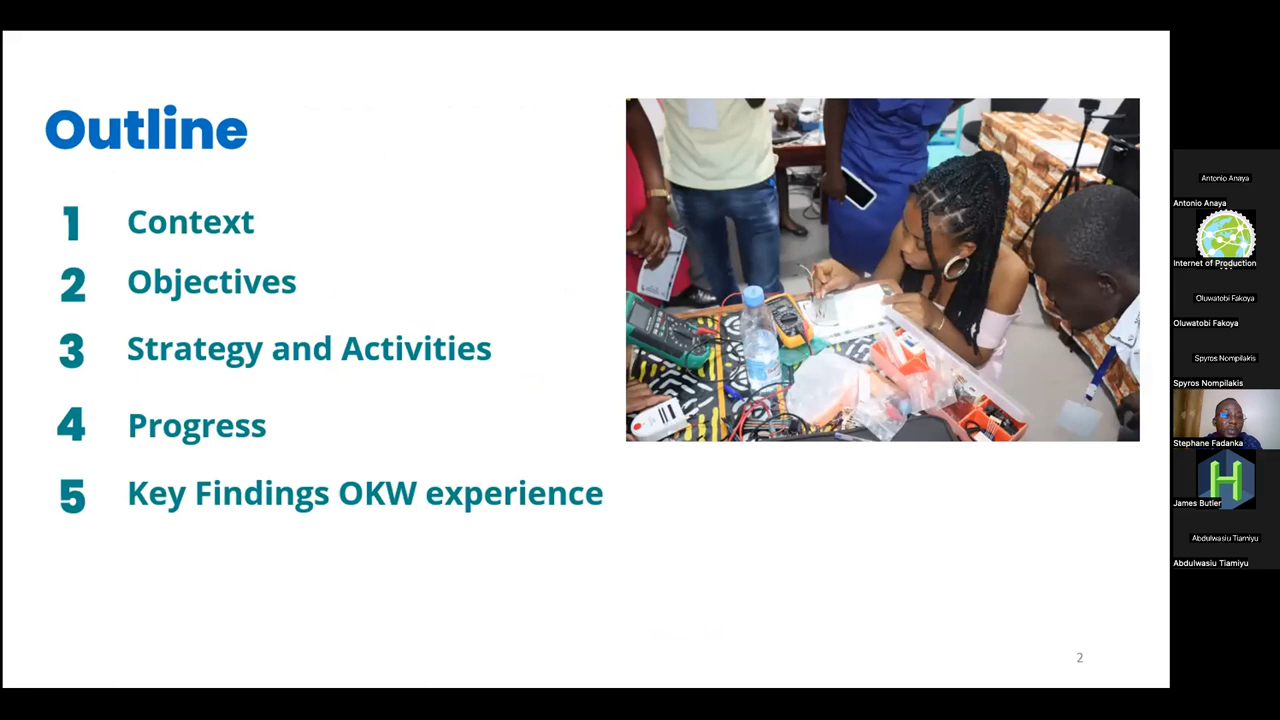 Outline
1 Context
2 Objectives
3 Strategy and Activities
4 Progress
5 Key Findings OKW experience
2
Antonio Anaya
Antonio Anaya
Internet of Production
Oluwatobi Fakoya
Oluwatobi Fakoya
Spyros Nompilakis
Spyros Nompilakis
Stephane Fadanka
H
James Butler
Abdulwasiu Tiamiyu
Abdulwasiu Tiamiyu